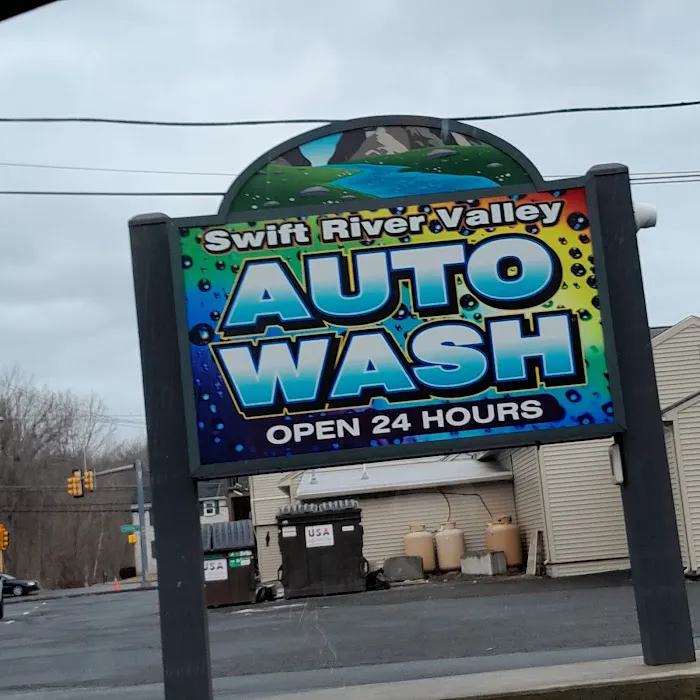 Swift River Valley
AUTO
WASH
OPEN 24 HOURS
USA
USA